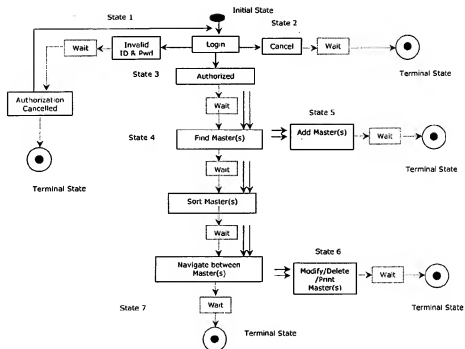 Initial State
State 1
State 2
Wait
Invalid
ID & Pwd
Login
Cancel
Wait
State 3
Authorized
Terminal State
Authorization
Cancelled
Wait
State 5
State 4
Find Master(s)
Add Master(s)
Wait
Wait
Terminal State
Terminal State
Sort Master(s)
Wait
State 6
Navigate between
Master(s)
Modify/Delete
/Print
Master(s)
Wait
State 7
Wait
Terminal State
Terminal State